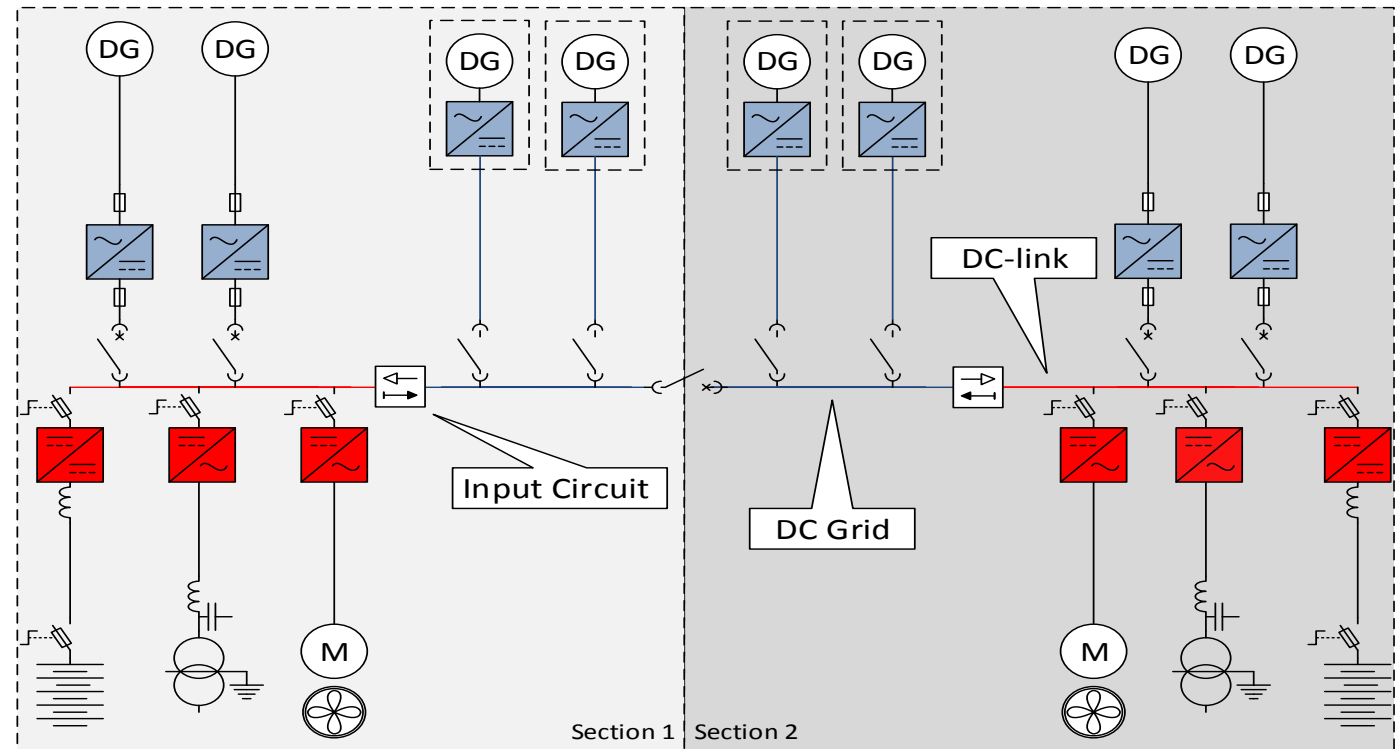 DG
DG
DG
DG
DG
DG
DG
DG
DC-link
Input Circuit
DC Grid
M
M
Section 1
Section 2